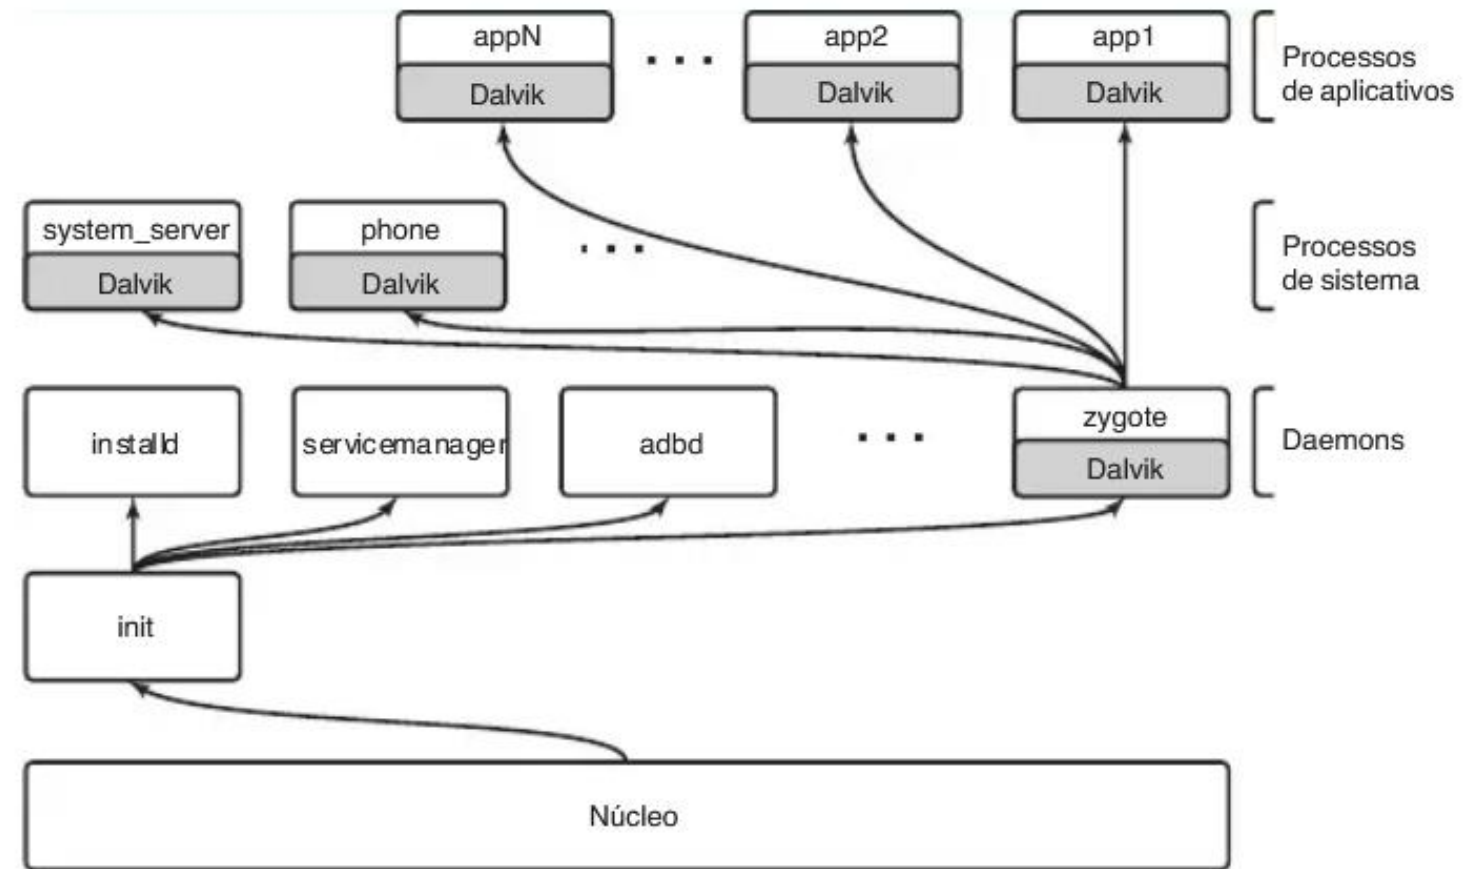 appN
. . .
app2
app1
Dalvik
Dalvik
Dalvik
Processos
de aplicativos
system_server
phone
. . .
Dalvik
Dalvik
Processos
de sistema
installd
servicemanager
adbd
. . .
zygote
Dalvik
Daemons
init
Núcleo